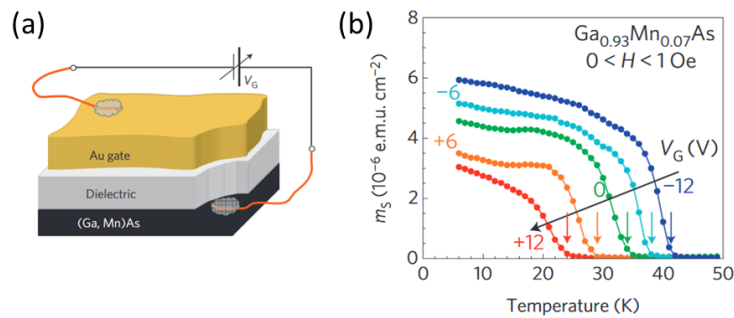 (a)
V_G
Au gate
Dielectric
(Ga, Mn)As
(b)
Ga₀.₉₃Mn₀.₀₇As
0 < H < 1 Oe
m_S (10⁻⁶ e.m.u. cm⁻²)
8
6
4
2
0
−6
+6
0
V_G (V)
−12
+12
0
10
20
30
40
50
Temperature (K)